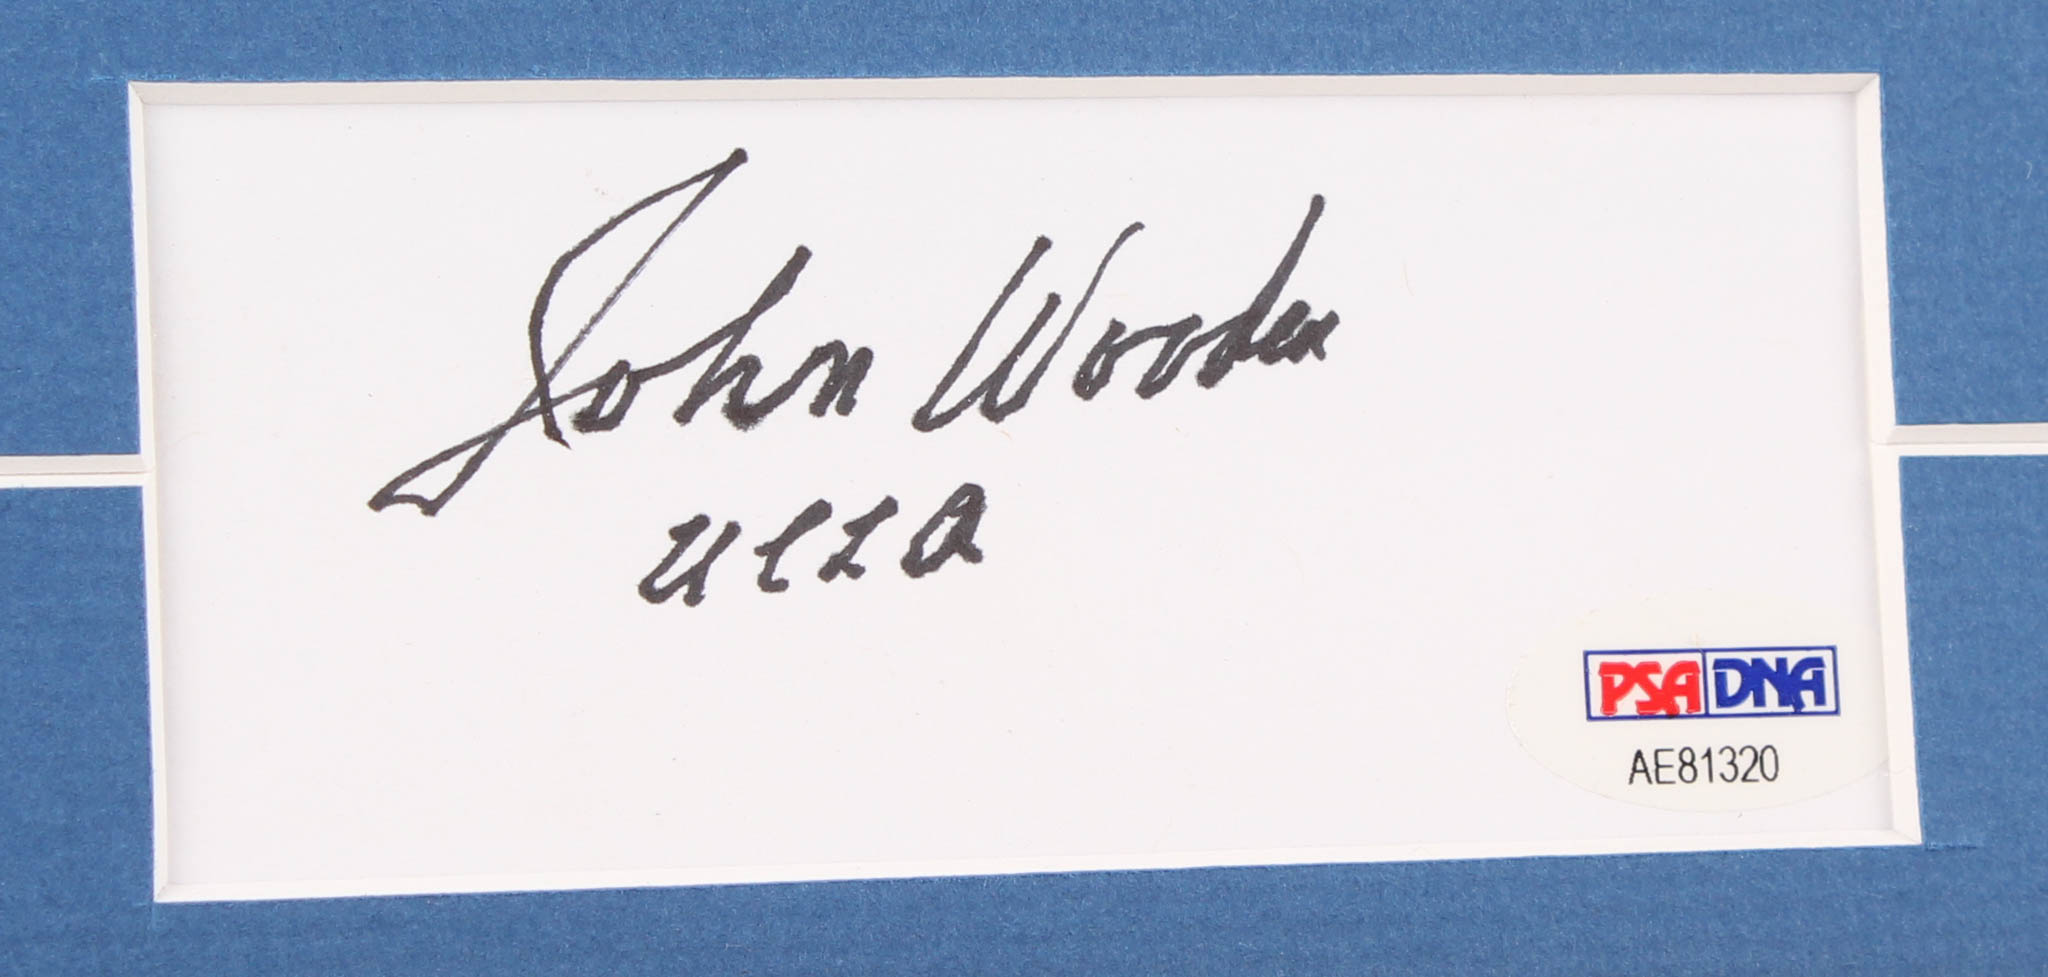 John Wooden
UCLA
PSA DNA
AE81320